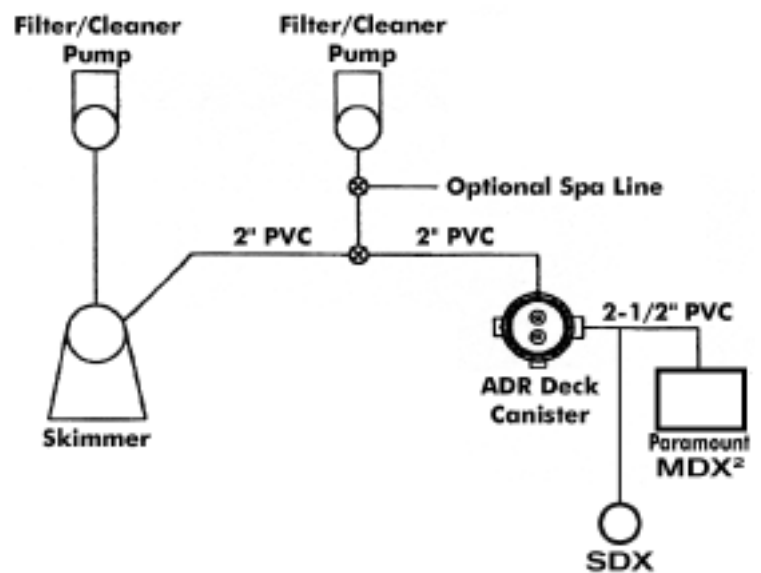 Filter/Cleaner
Pump
Filter/Cleaner
Pump
Optional Spa Line
2" PVC
2" PVC
2-1/2" PVC
ADR Deck
Canister
Skimmer
Paramount
MDX²
SDX